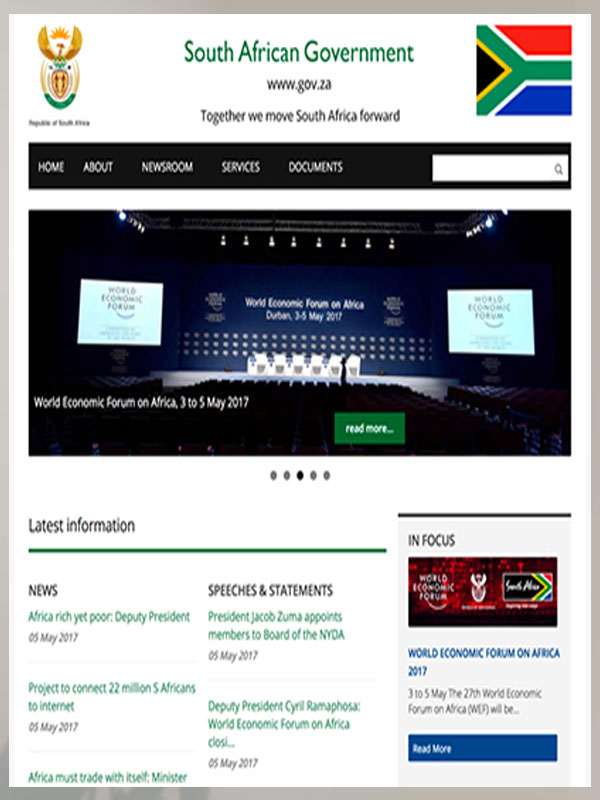 South African Government
www.gov.za
Together we move South Africa forward
Republic of South Africa
HOME ABOUT NEWSROOM SERVICES DOCUMENTS
WORLD
ECONOMIC
FORUM
World Economic Forum on Africa
Durban, 3-5 May 2017
WORLD
ECONOMIC
FORUM
World Economic Forum on Africa, 3 to 5 May 2017
read more...
Latest information
NEWS
Africa rich yet poor: Deputy President
05 May 2017
Project to connect 22 million S Africans
to internet
05 May 2017
Africa must trade with itself: Minister
SPEECHES & STATEMENTS
President Jacob Zuma appoints
members to Board of the NYDA
05 May 2017
Deputy President Cyril Ramaphosa:
World Economic Forum on Africa
closi...
05 May 2017
IN FOCUS
WORLD
ECONOMIC
FORUM
South Africa
WORLD ECONOMIC FORUM ON AFRICA
2017
3 to 5 May The 27th World Economic
Forum on Africa (WEF) will be...
Read More